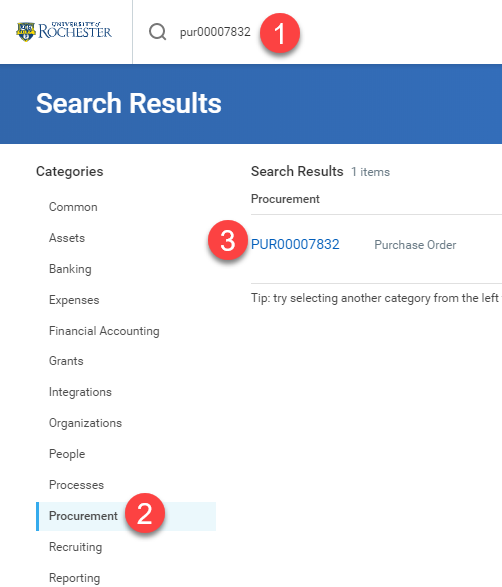 UNIVERSITY of
ROCHESTER
pur00007832
1
Search Results
Categories
Common
Assets
Banking
Expenses
Financial Accounting
Grants
Integrations
Organizations
People
Processes
Procurement 2
Recruiting
Reporting
Search Results 1 items
Procurement
3 PUR00007832 Purchase Order
Tip: try selecting another category from the left